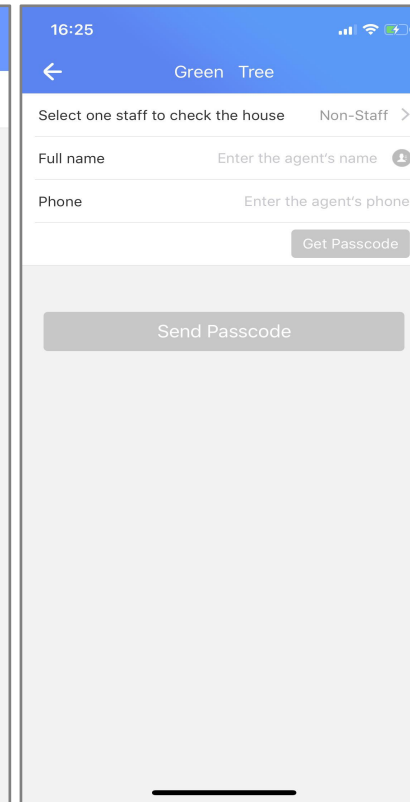 16:25
Green Tree
Select one staff to check the house Non-Staff
Full name Enter the agent's name
Phone Enter the agent's phone
Get Passcode
Send Passcode